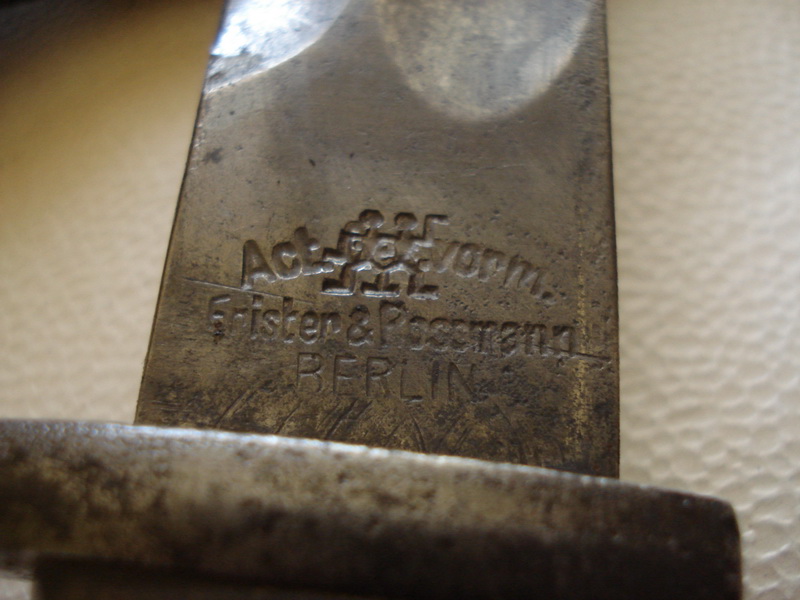 Act. Ges. vorm.
Frister & Rossmann
BERLIN